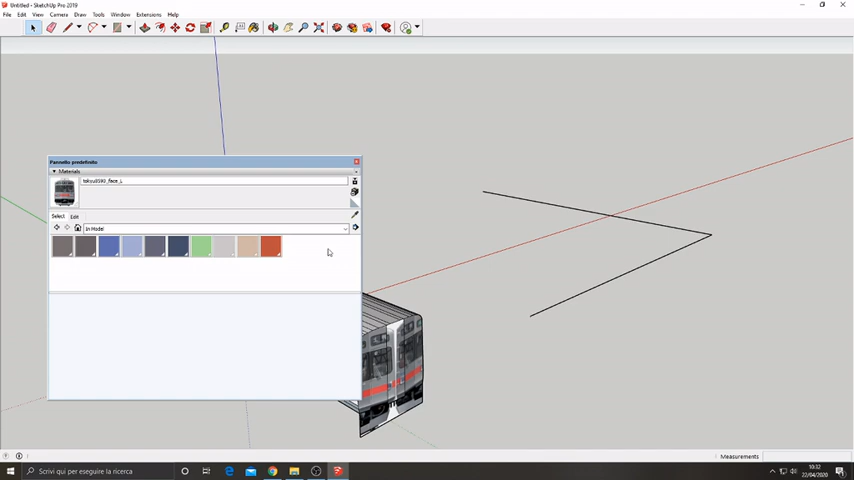 Untitled - SketchUp Pro 2019
File Edit View Camera Draw Tools Window Extensions Help
Pannello predefinito
Materials
Select Edit
In Model
Measurements
Scrivi qui per eseguire la ricerca
10:32
22/04/2020